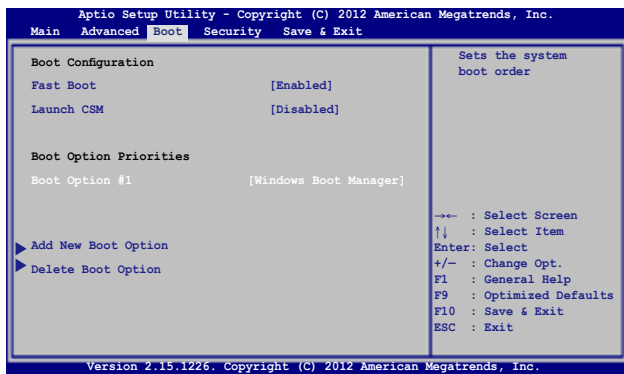 Aptio Setup Utility - Copyright (C) 2012 American Megatrends, Inc.
Main Advanced Boot Security Save & Exit
Boot Configuration
Fast Boot [Enabled]
Launch CSM [Disabled]
Boot Option Priorities
Boot Option #1 [Windows Boot Manager]
Add New Boot Option
Delete Boot Option
Sets the system
boot order
→← : Select Screen
↑↓ : Select Item
Enter: Select
+/— : Change Opt.
F1 : General Help
F9 : Optimized Defaults
F10 : Save & Exit
ESC : Exit
Version 2.15.1226. Copyright (C) 2012 American Megatrends, Inc.